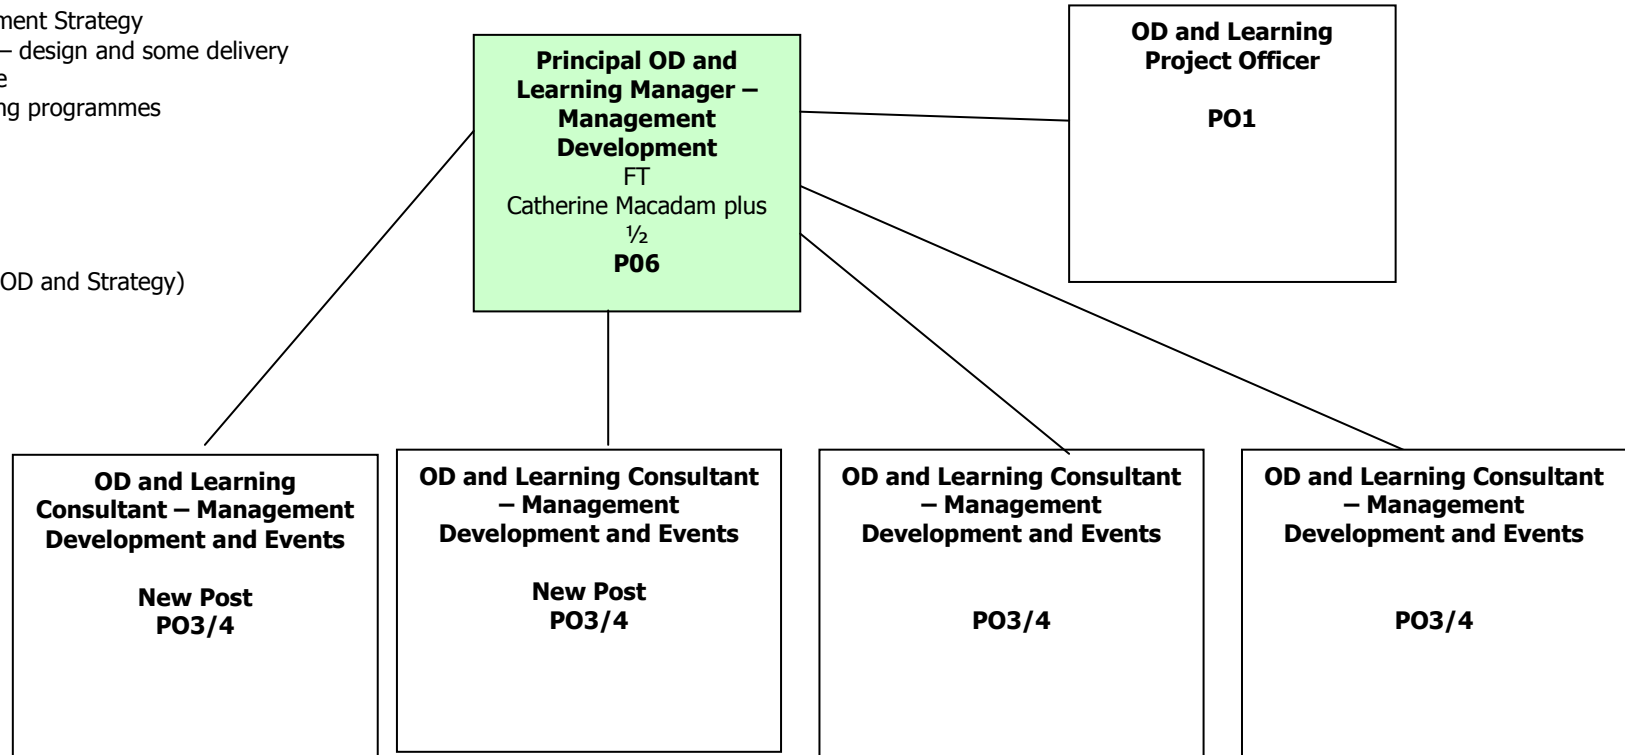 ment Strategy
– design and some delivery
e
ng programmes
OD and Strategy)
Principal OD and
Learning Manager –
Management
Development
FT
Catherine Macadam plus
½
P06
OD and Learning
Project Officer
PO1
OD and Learning
Consultant – Management
Development and Events
New Post
PO3/4
OD and Learning Consultant
– Management
Development and Events
New Post
PO3/4
OD and Learning Consultant
– Management
Development and Events
PO3/4
OD and Learning Consultant
– Management
Development and Events
PO3/4